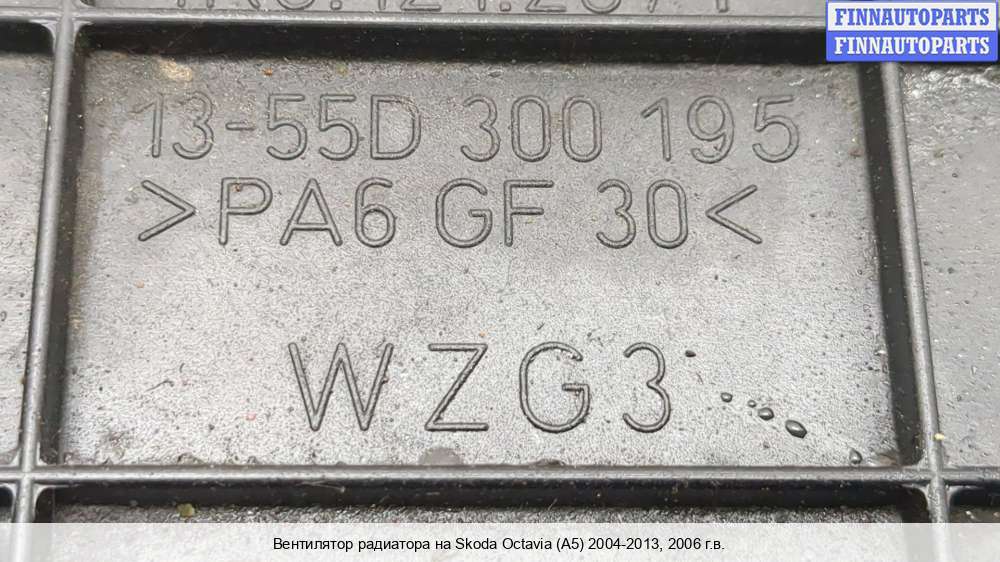 FINNAUTOPARTS
FINNAUTOPARTS
13-55D 300 195
>PA6 GF 30<
WZG3
Вентилятор радиатора на Skoda Octavia (A5) 2004-2013, 2006 г.в.